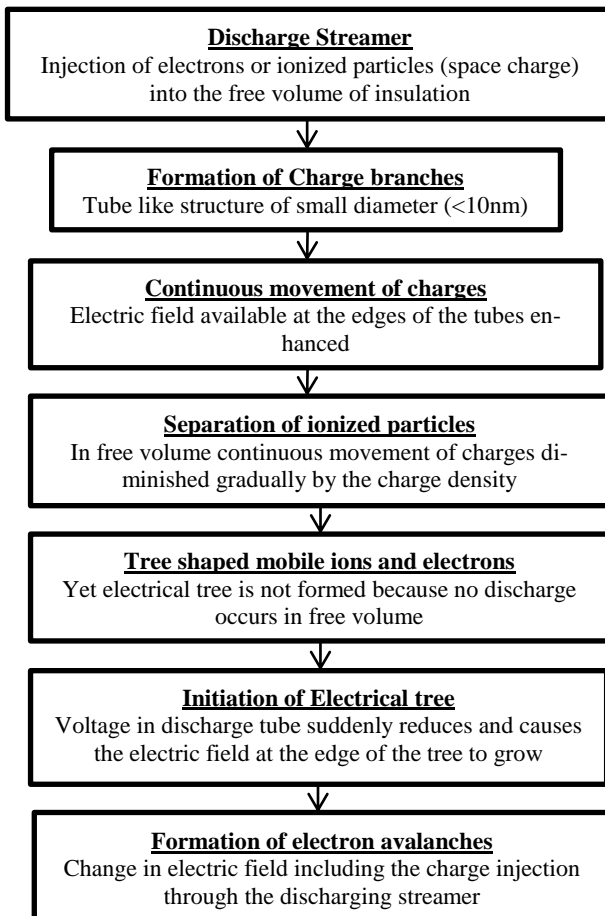 Discharge Streamer
Injection of electrons or ionized particles (space charge)
into the free volume of insulation
Formation of Charge branches
Tube like structure of small diameter (<10nm)
Continuous movement of charges
Electric field available at the edges of the tubes en-
hanced
Separation of ionized particles
In free volume continuous movement of charges di-
minished gradually by the charge density
Tree shaped mobile ions and electrons
Yet electrical tree is not formed because no discharge
occurs in free volume
Initiation of Electrical tree
Voltage in discharge tube suddenly reduces and causes
the electric field at the edge of the tree to grow
Formation of electron avalanches
Change in electric field including the charge injection
through the discharging streamer